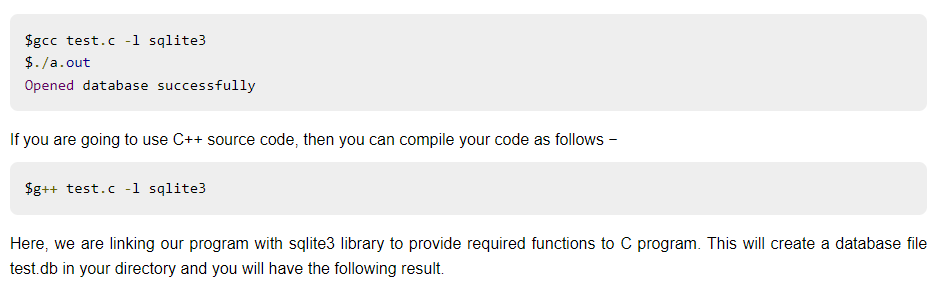 $gcc test.c -l sqlite3
$./a.out
Opened database successfully
If you are going to use C++ source code, then you can compile your code as follows −
$g++ test.c -l sqlite3
Here, we are linking our program with sqlite3 library to provide required functions to C program. This will create a database file
test.db in your directory and you will have the following result.